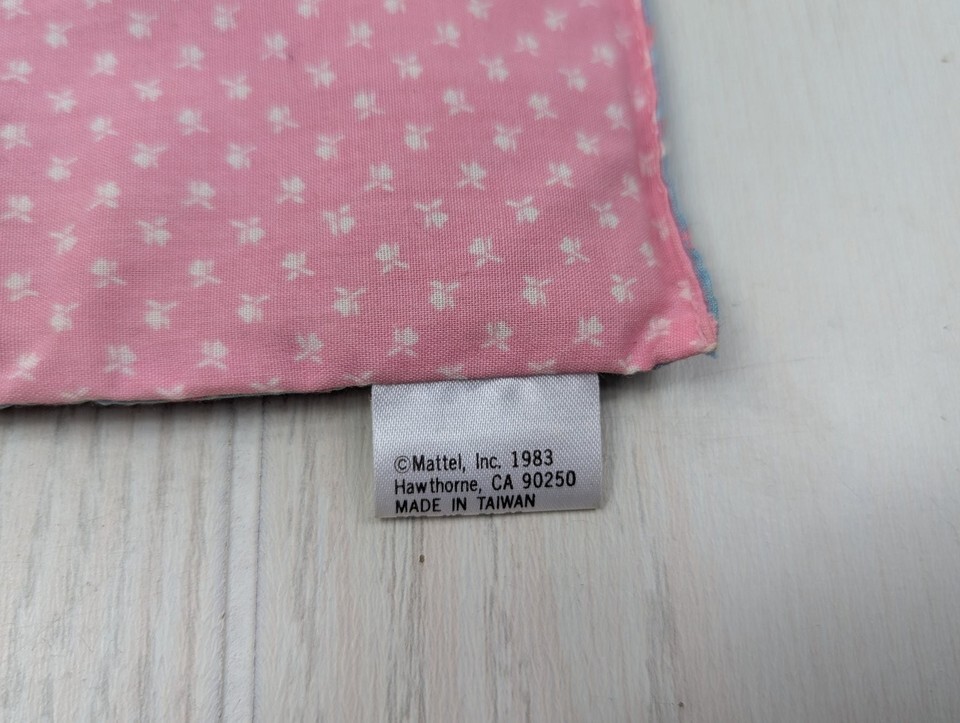 ©Mattel, Inc. 1983
Hawthorne, CA 90250
MADE IN TAIWAN